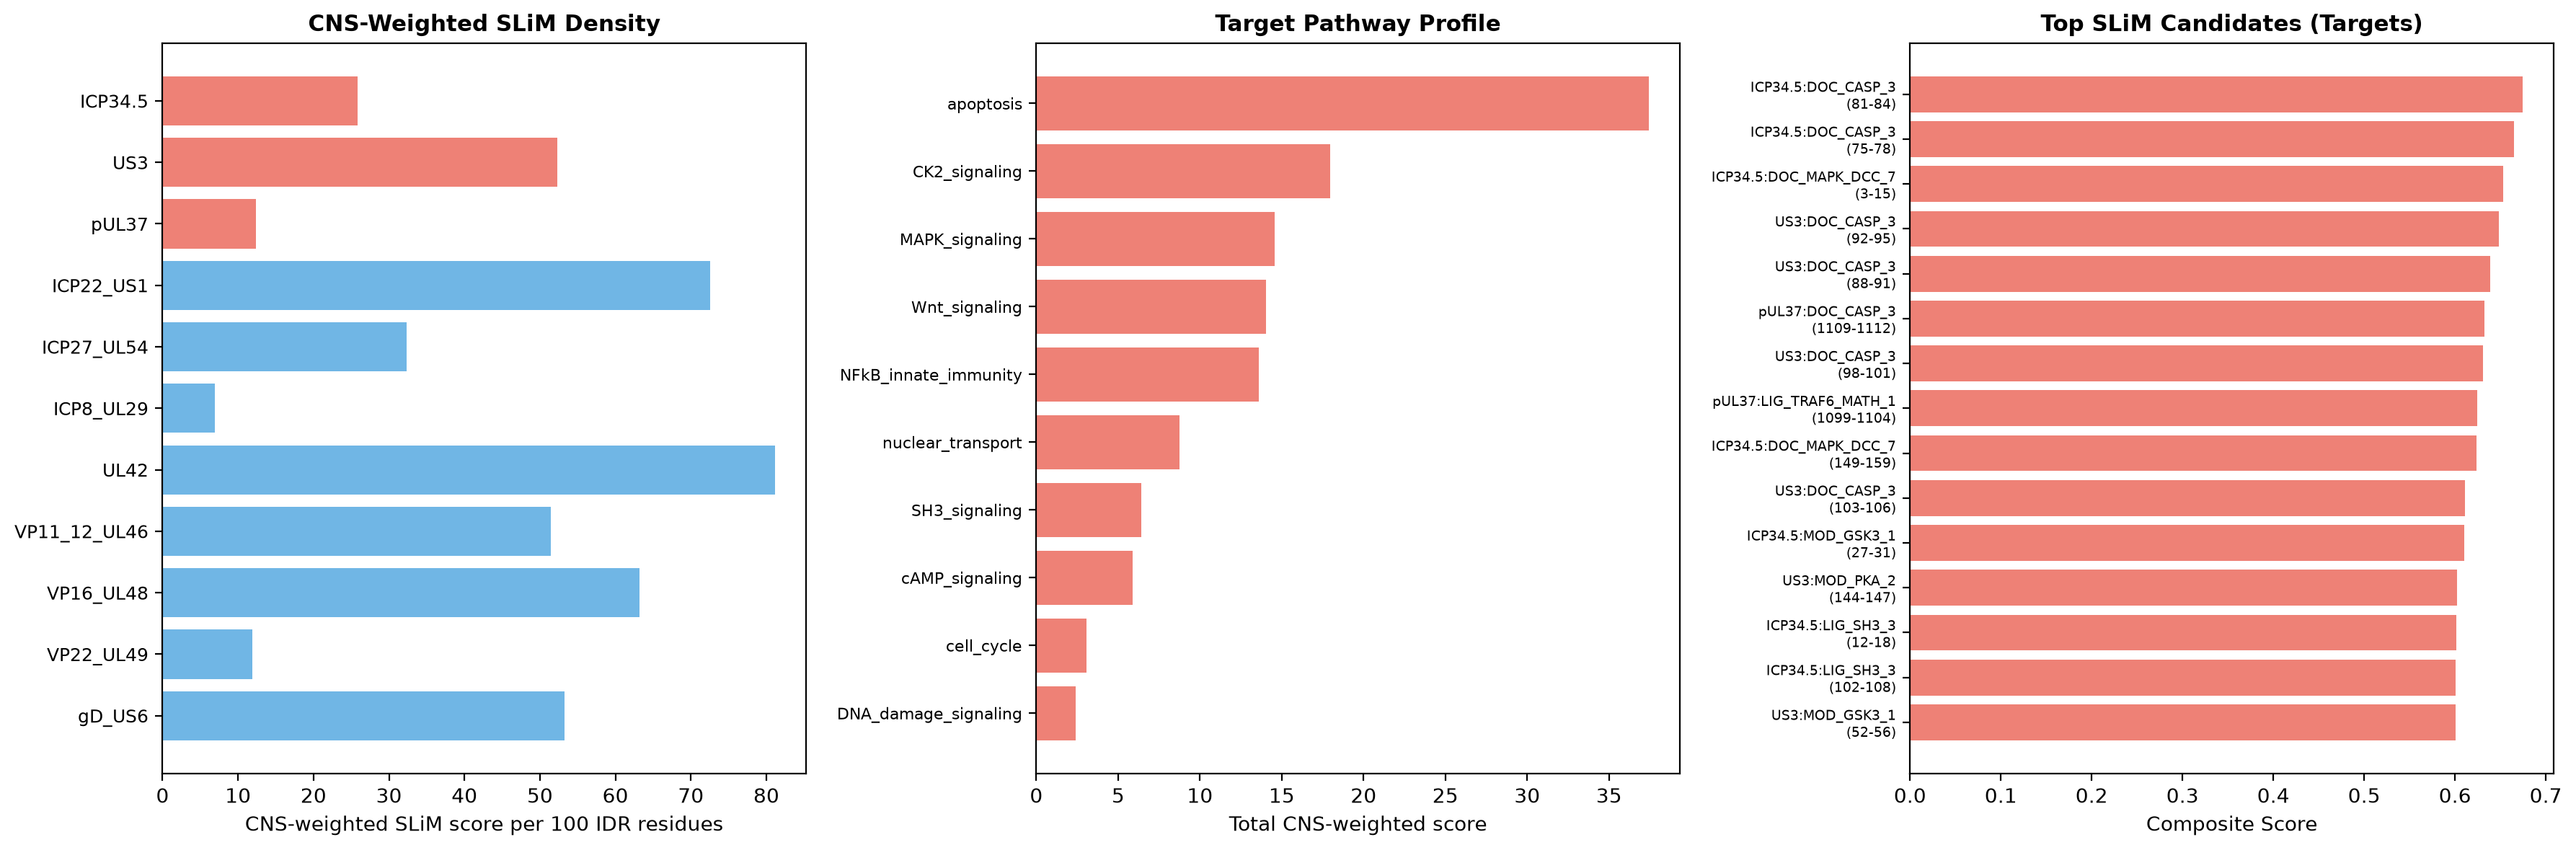 CNS-Weighted SLiM Density
ICP34.5
US3
pUL37
ICP22_US1
ICP27_UL54
ICP8_UL29
UL42
VP11_12_UL46
VP16_UL48
VP22_UL49
gD_US6
0 10 20 30 40 50 60 70 80
CNS-weighted SLiM score per 100 IDR residues
Target Pathway Profile
apoptosis
CK2_signaling
MAPK_signaling
Wnt_signaling
NFkB_innate_immunity
nuclear_transport
SH3_signaling
cAMP_signaling
cell_cycle
DNA_damage_signaling
0 5 10 15 20 25 30 35
Total CNS-weighted score
Top SLiM Candidates (Targets)
ICP34.5:DOC_CASP_3
(81-84)
ICP34.5:DOC_CASP_3
(75-78)
ICP34.5:DOC_MAPK_DCC_7
(3-15)
US3:DOC_CASP_3
(92-95)
US3:DOC_CASP_3
(88-91)
pUL37:DOC_CASP_3
(1109-1112)
US3:DOC_CASP_3
(98-101)
pUL37:LIG_TRAF6_MATH_1
(1099-1104)
ICP34.5:DOC_MAPK_DCC_7
(149-159)
US3:DOC_CASP_3
(103-106)
ICP34.5:MOD_GSK3_1
(27-31)
US3:MOD_PKA_2
(144-147)
ICP34.5:LIG_SH3_3
(12-18)
ICP34.5:LIG_SH3_3
(102-108)
US3:MOD_GSK3_1
(52-56)
0.0 0.1 0.2 0.3 0.4 0.5 0.6 0.7
Composite Score